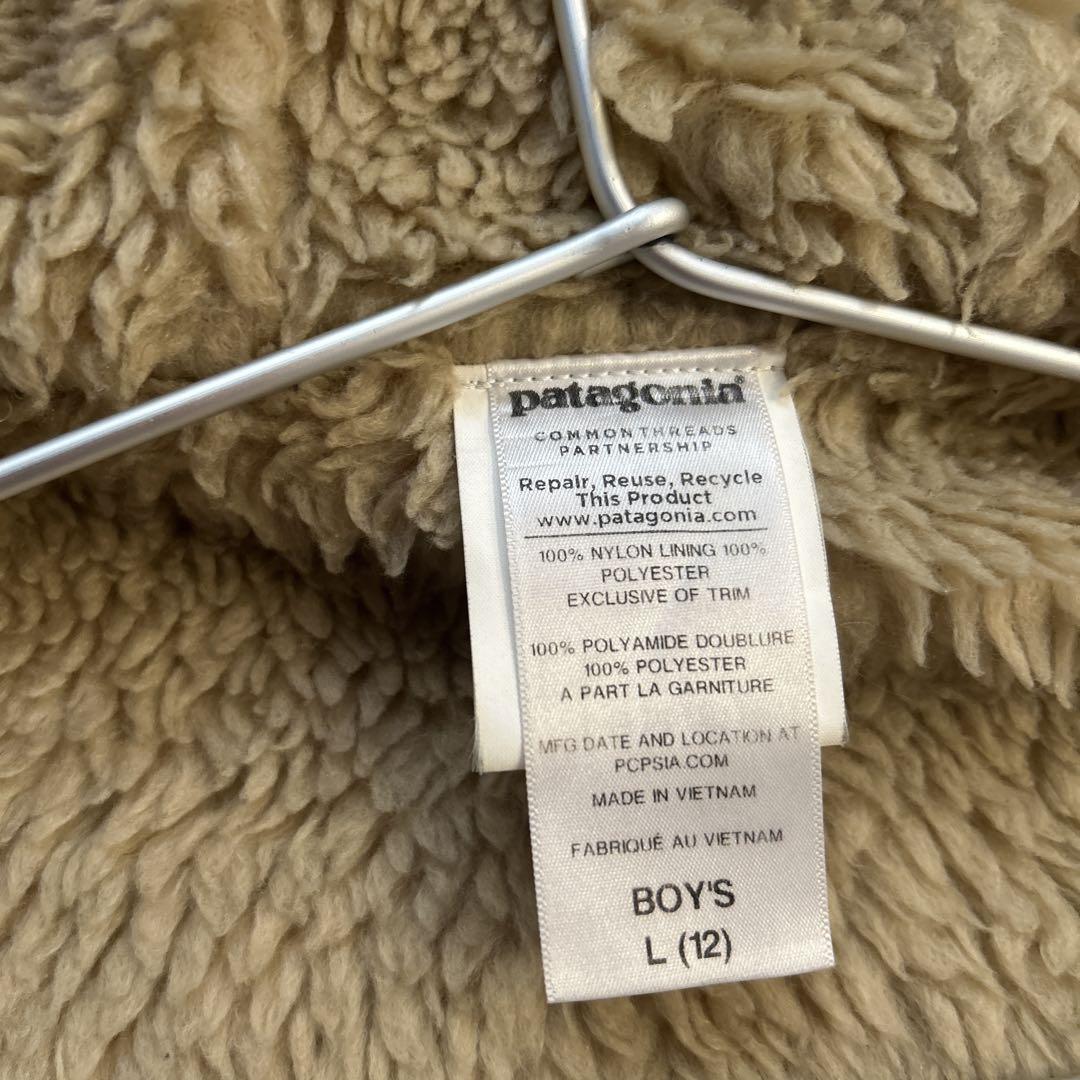 patagonia®
COMMON THREADS
PARTNERSHIP
Repair, Reuse, Recycle
This Product
www.patagonia.com
100% NYLON LINING 100%
POLYESTER
EXCLUSIVE OF TRIM
100% POLYAMIDE DOUBLURE
100% POLYESTER
A PART LA GARNITURE
MFG DATE AND LOCATION AT
PCPSIA.COM
MADE IN VIETNAM
FABRIQUÉ AU VIETNAM
BOY'S
L (12)